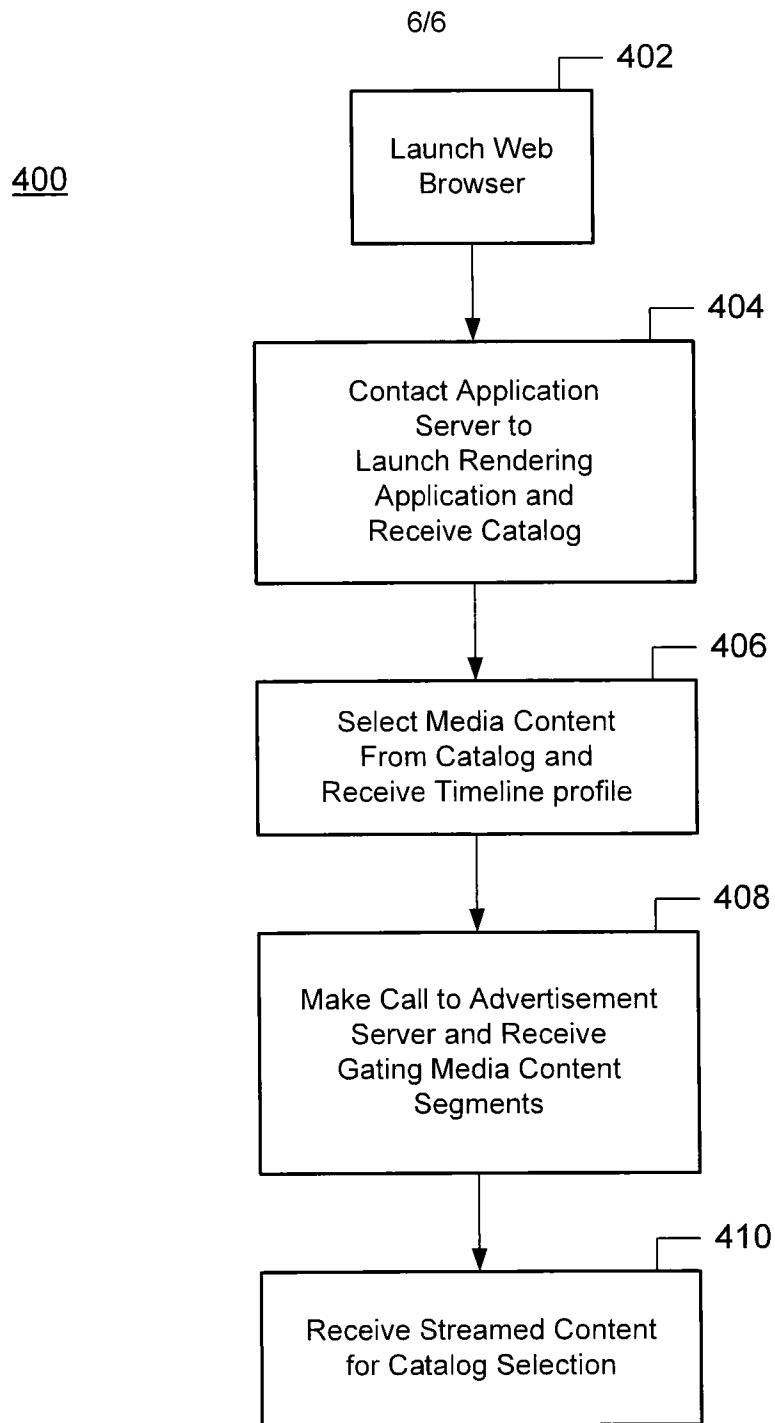 6/6
402
400
Launch Web
Browser
404
Contact Application
Server to
Launch Rendering
Application and
Receive Catalog
406
Select Media Content
From Catalog and
Receive Timeline profile
408
Make Call to Advertisement
Server and Receive
Gating Media Content
Segments
410
Receive Streamed Content
for Catalog Selection